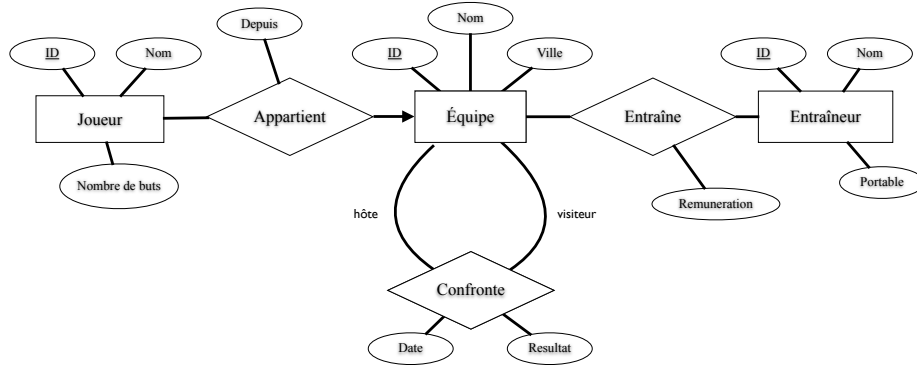 Depuis
Nom
ID
Nom
ID
Ville
ID
Nom
Joueur
Appartient
Équipe
Entraîne
Entraîneur
Nombre de buts
Remuneration
Portable
hôte
visiteur
Confronte
Date
Resultat